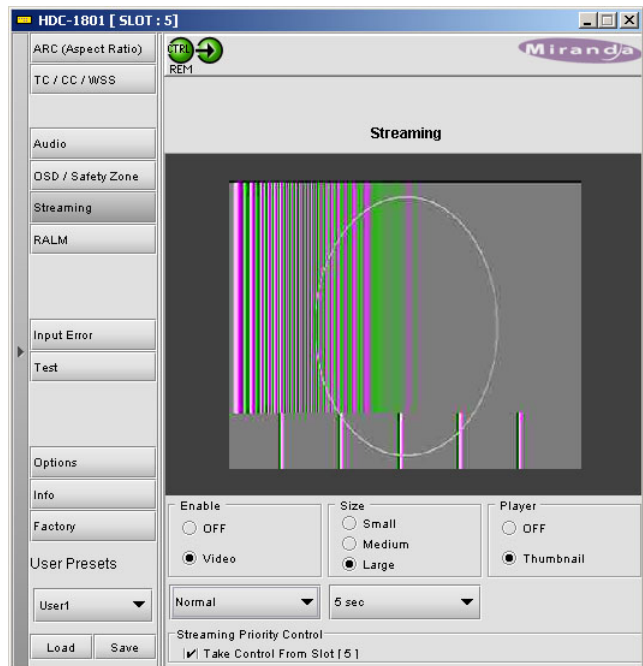 HDC-1801 [ SLOT : 5]
ARC (Aspect Ratio)
TC / CC / WSS
Audio
OSD / Safety Zone
Streaming
RALM
Input Error
Test
Options
Info
Factory
User Presets
User1
Load Save
CTRL
REM
Miranda
Streaming
Enable
OFF
Video
Size
Small
Medium
Large
Player
OFF
Thumbnail
Normal
5 sec
Streaming Priority Control
Take Control From Slot [5]